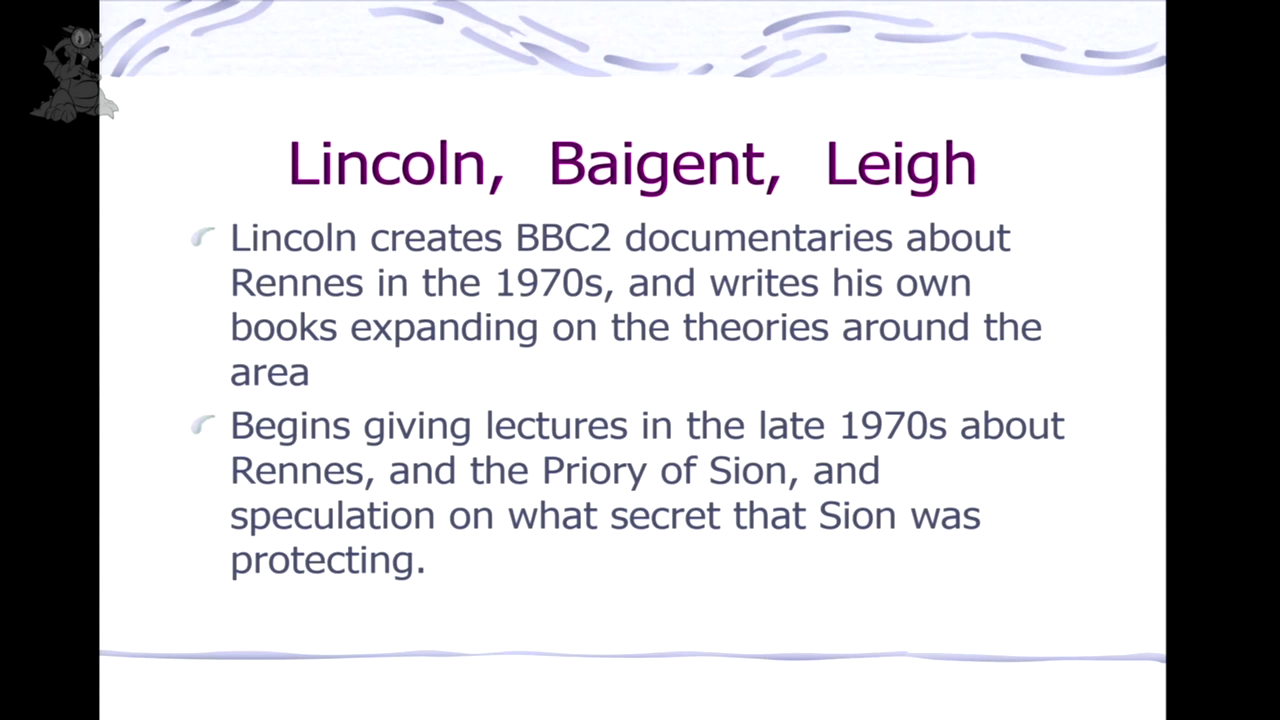 Lincoln, Baigent, Leigh
Lincoln creates BBC2 documentaries about
Rennes in the 1970s, and writes his own
books expanding on the theories around the
area
Begins giving lectures in the late 1970s about
Rennes, and the Priory of Sion, and
speculation on what secret that Sion was
protecting.